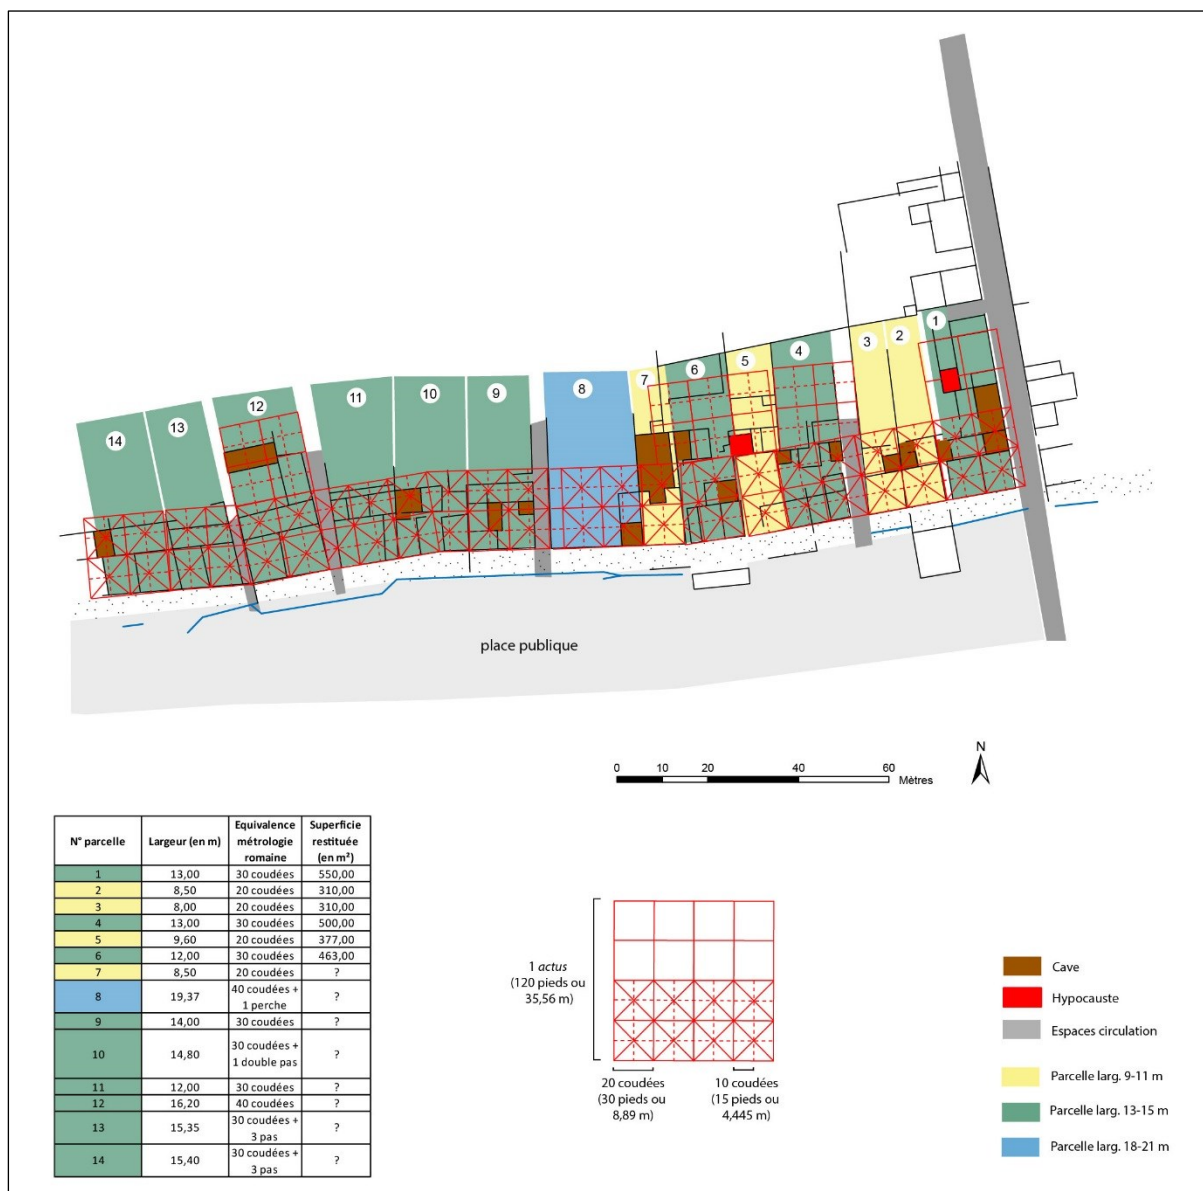 1
2
3
4
5
6
7
8
9
10
11
12
13
14
place publique
0 10 20 40 60
Mètres
N
N° parcelle Largeur (en m) Equivalence métrologie romaine Superficie restituée (en m²)
1 13,00 30 coudées 550,00
2 8,50 20 coudées 310,00
3 8,00 20 coudées 310,00
4 13,00 30 coudées 500,00
5 9,60 20 coudées 377,00
6 12,00 30 coudées 463,00
7 8,50 20 coudées ?
8 19,37 40 coudées + 1 perche ?
9 14,00 30 coudées ?
10 14,80 30 coudées + 1 double pas ?
11 12,00 30 coudées ?
12 16,20 40 coudées ?
13 15,35 30 coudées + 3 pas ?
14 15,40 30 coudées + 3 pas ?
1 actus
(120 pieds ou
35,56 m)
20 coudées
(30 pieds ou
8,89 m)
10 coudées
(15 pieds ou
4,445 m)
Cave
Hypocauste
Espaces circulation
Parcelle larg. 9-11 m
Parcelle larg. 13-15 m
Parcelle larg. 18-21 m